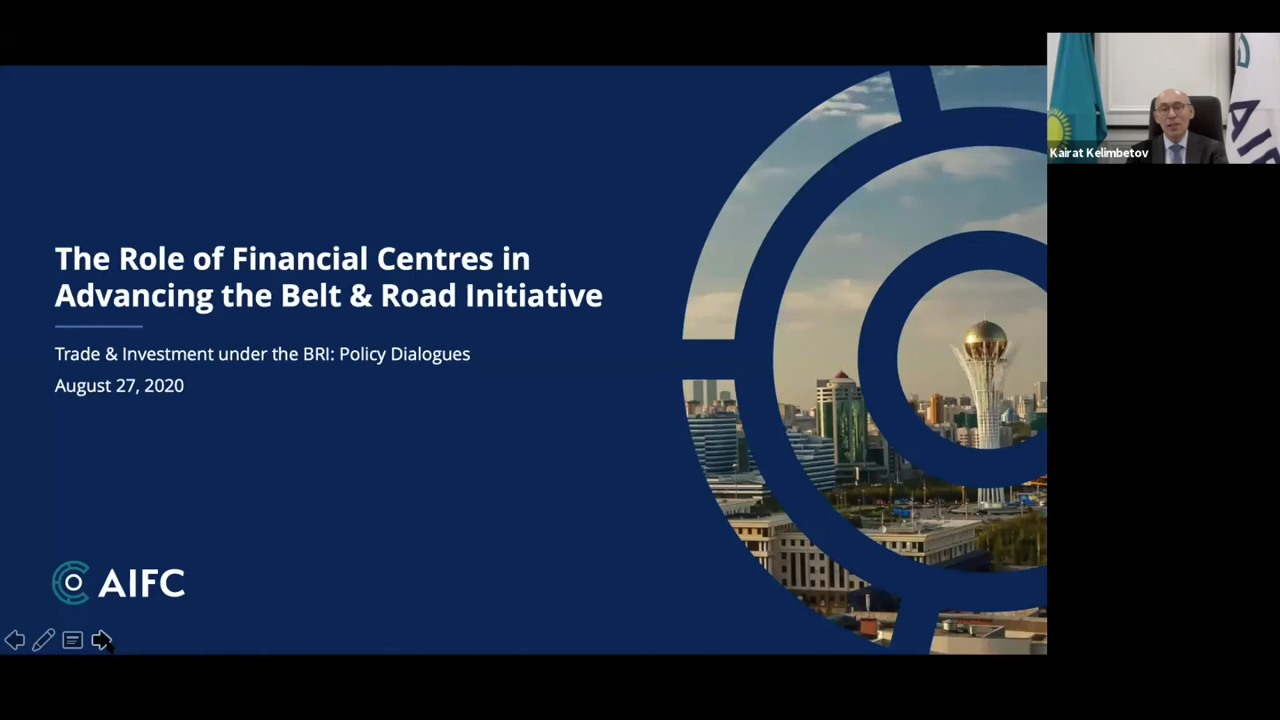 The Role of Financial Centres in
Advancing the Belt & Road Initiative
Trade & Investment under the BRI: Policy Dialogues
August 27, 2020
AIFC
Kairat Kelimbetov